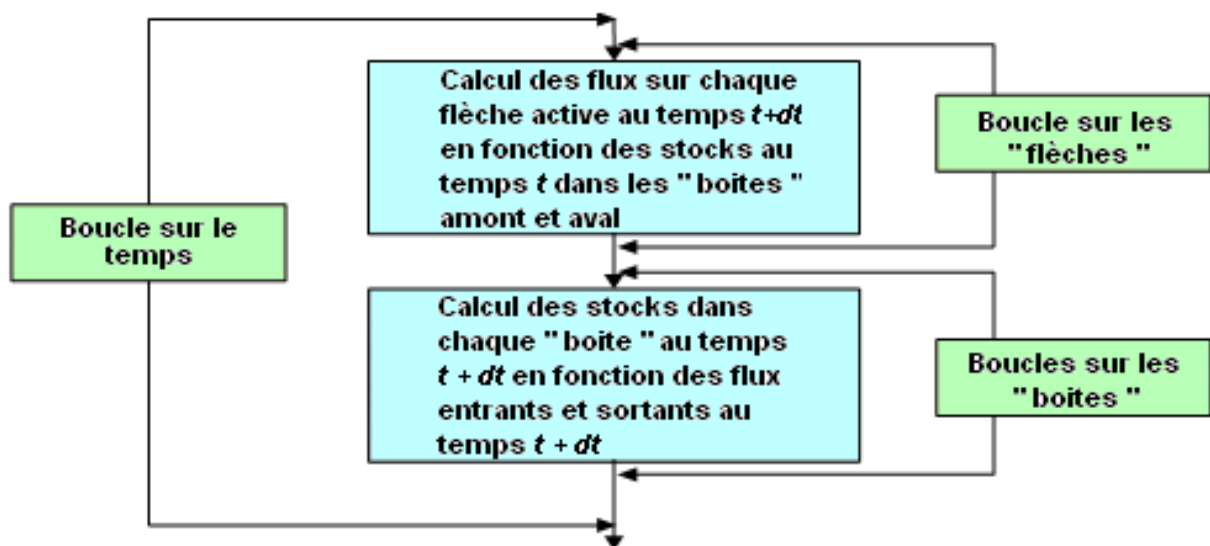 Calcul des flux sur chaque
flèche active au temps t+dt
en fonction des stocks au
temps t dans les " boites "
amont et aval
Boucle sur les
"flèches "
Boucle sur le
temps
Calcul des stocks dans
chaque " boite " au temps
t + dt en fonction des flux
entrants et sortants au
temps t + dt
Boucles sur les
" boites "